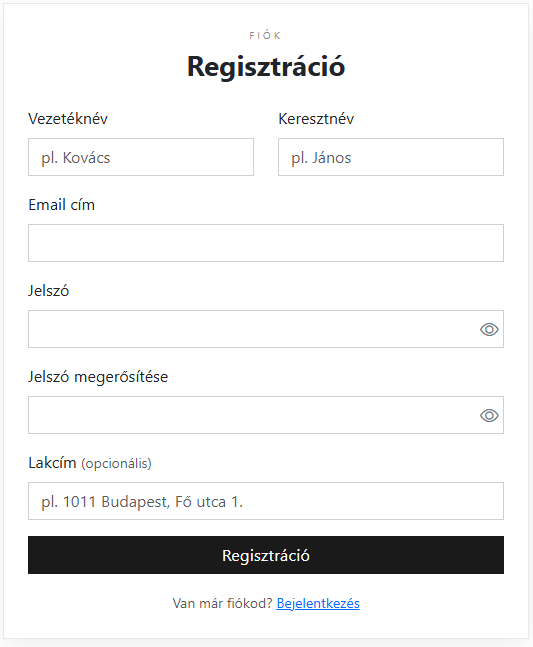 FIÓK
Regisztráció
Vezetéknév Keresztnév
pl. Kovács pl. János
Email cím
Jelszó
Jelszó megerősítése
Lakcím (opcionális)
pl. 1011 Budapest, Fő utca 1.
Regisztráció
Van már fiókod? Bejelentkezés